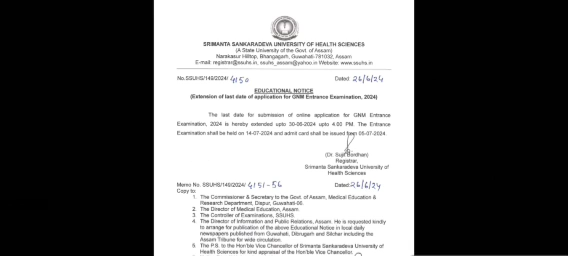 SRIMANTA SANKARADEVA UNIVERSITY OF HEALTH SCIENCES
(A State University of the Govt. of Assam)
Narakasur Hilltop, Bhangagarh, Guwahati-781032, Assam
E-mail: registrar@ssuhs.in, ssuhs_assam@yahoo.in Website: www.ssuhs.in
No.SSUHS/140/2024/ 4150 Dated: 26/6/24
EDUCATIONAL NOTICE
(Extension of last date of application for GNM Entrance Examination, 2024)
The last date for submission of online application for GNM Entrance
Examination, 2024 is hereby extended upto 30-06-2024 upto 4.00 PM. The Entrance
Examination shall be held on 14-07-2024 and admit card shall be issued from 05-07-2024.
Registrar,
Srimanta Sankaradeva University of
Health Sciences
Memo No. SSUHS/140/2024/ 4151-56 Dated:26/6/24
Copy to:
1. The Commissioner & Secretary to the Govt. of Assam, Medical Education &
Research Department, Dispur, Guwahati-06.
2. The Director of Medical Education, Assam
3. The Controller of Examinations, SSUHS
4. The Director of Information and Public Relations, Assam. He is requested kindly
to arrange for publication of the above Educational Notice in local daily
newspapers published from Guwahati, Dibrugarh and Silchar including the
Assam Tribune for wide circulation.
5. The P.S. to the Hon'ble Vice Chancellor of Srimanta Sankaradeva University of
Health Sciences for kind appraisal of the Hon'ble Vice Chancellor.